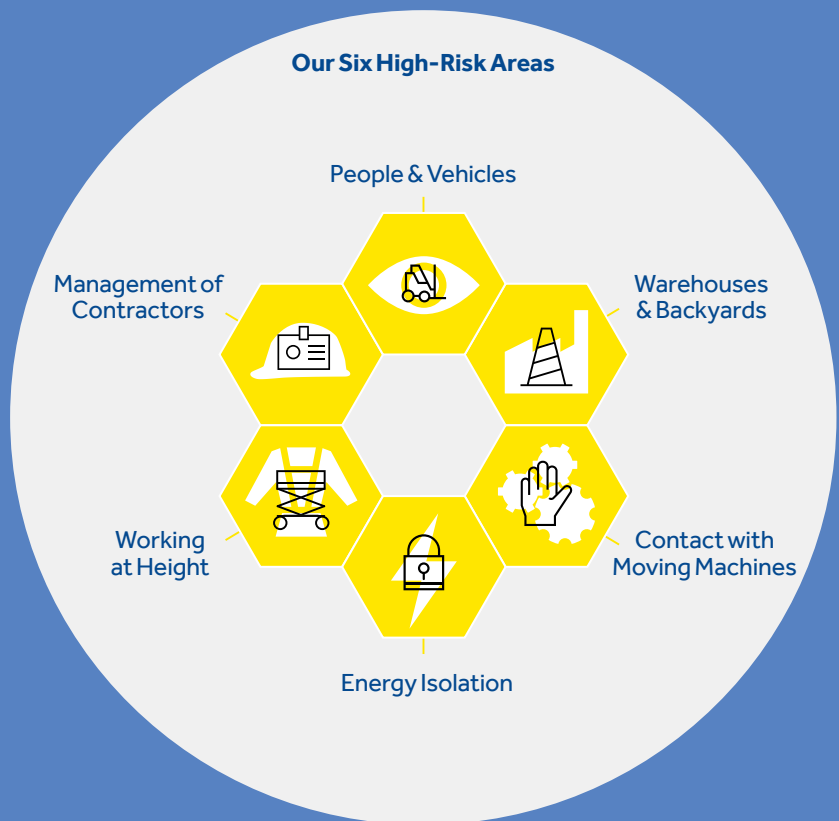 Our Six High-Risk Areas
People & Vehicles
Management of
Contractors
Warehouses
& Backyards
Working
at Height
Contact with
Moving Machines
Energy Isolation